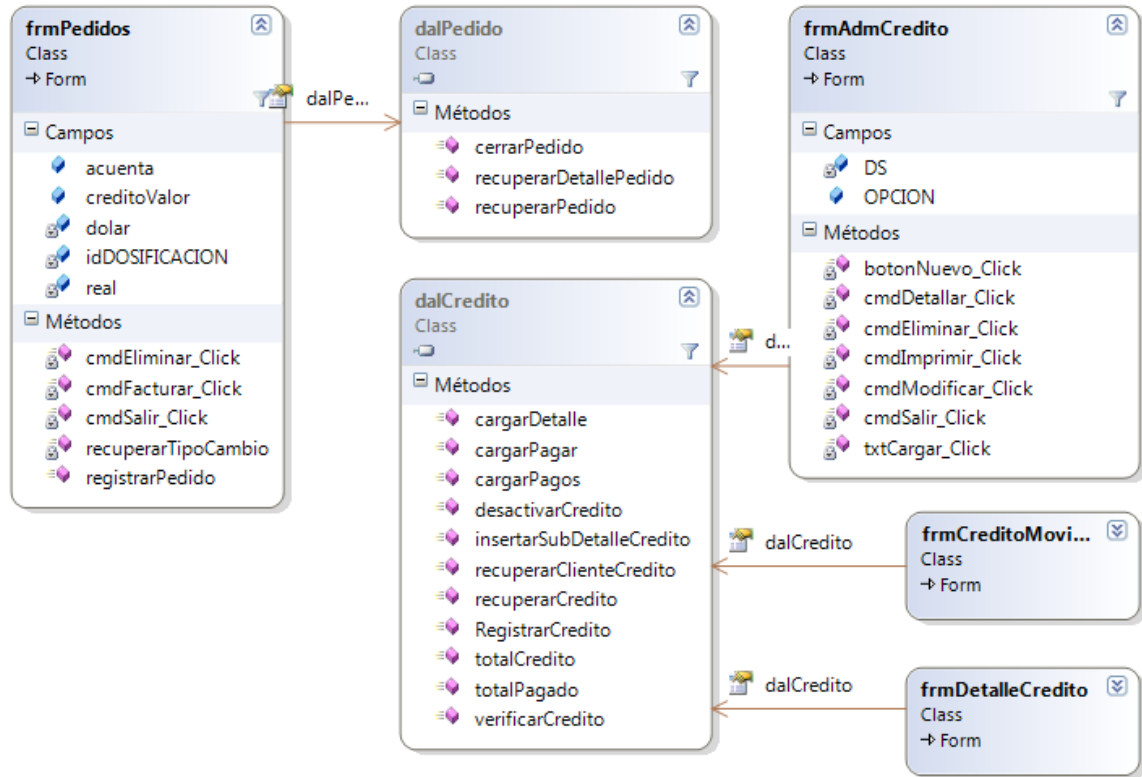 frmPedidos
Class
Form
Campos
acuenta
creditoValor
dolar
idDOSIFICACION
real
Métodos
cmdEliminar_Click
cmdFacturar_Click
cmdSalir_Click
recuperarTipoCambio
registrarPedido
dalPe...
dalPedido
Class
Métodos
cerrarPedido
recuperarDetallePedido
recuperarPedido
dalCredito
Class
Métodos
cargarDetalle
cargarPagar
cargarPagos
desactivarCredito
insertarSubDetalleCredito
recuperarClienteCredito
recuperarCredito
RegistrarCredito
totalCredito
totalPagado
verificarCredito
frmAdmCredito
Class
Form
Campos
DS
OPCION
Métodos
botonNuevo_Click
cmdDetallar_Click
cmdEliminar_Click
cmdImprimir_Click
cmdModificar_Click
cmdSalir_Click
txtCargar_Click
d...
dalCredito
frmCreditoMovi...
Class
Form
dalCredito
frmDetalleCredito
Class
Form